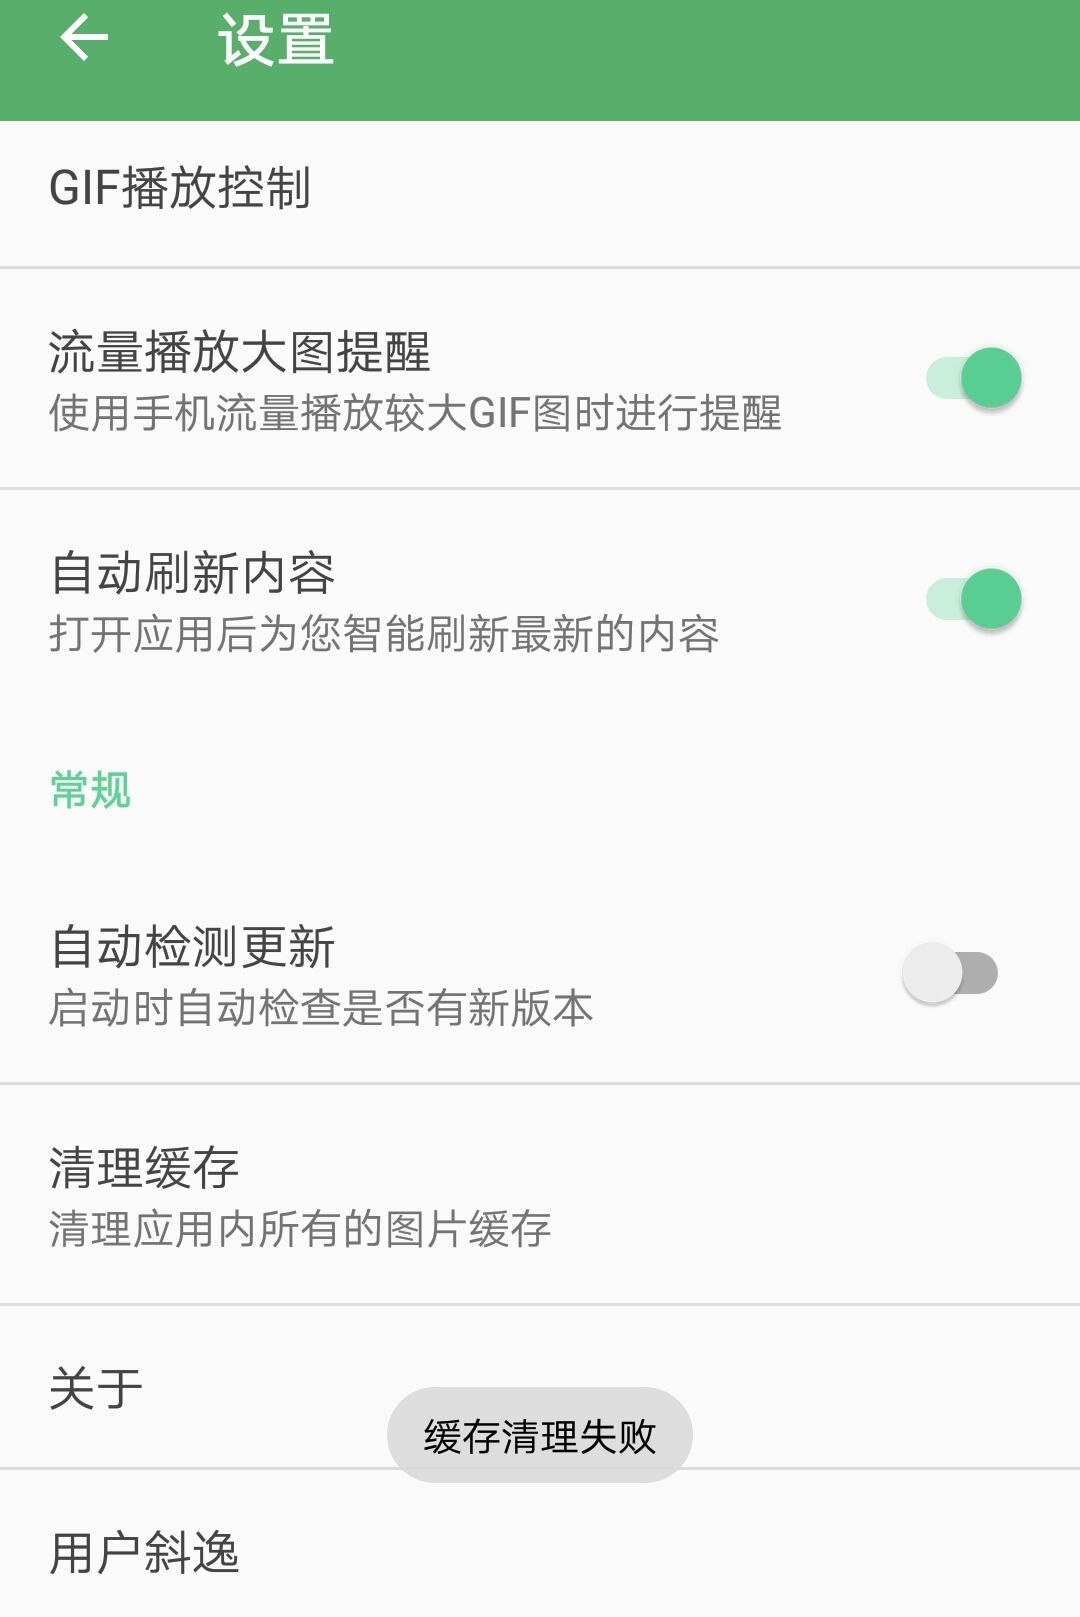 设置
GIF播放控制
流量播放大图提醒
使用手机流量播放较大GIF图时进行提醒
自动刷新内容
打开应用后为您智能刷新最新的内容
常规
自动检测更新
启动时自动检查是否有新版本
清理缓存
清理应用内所有的图片缓存
关于
缓存清理失败
用户斜逸